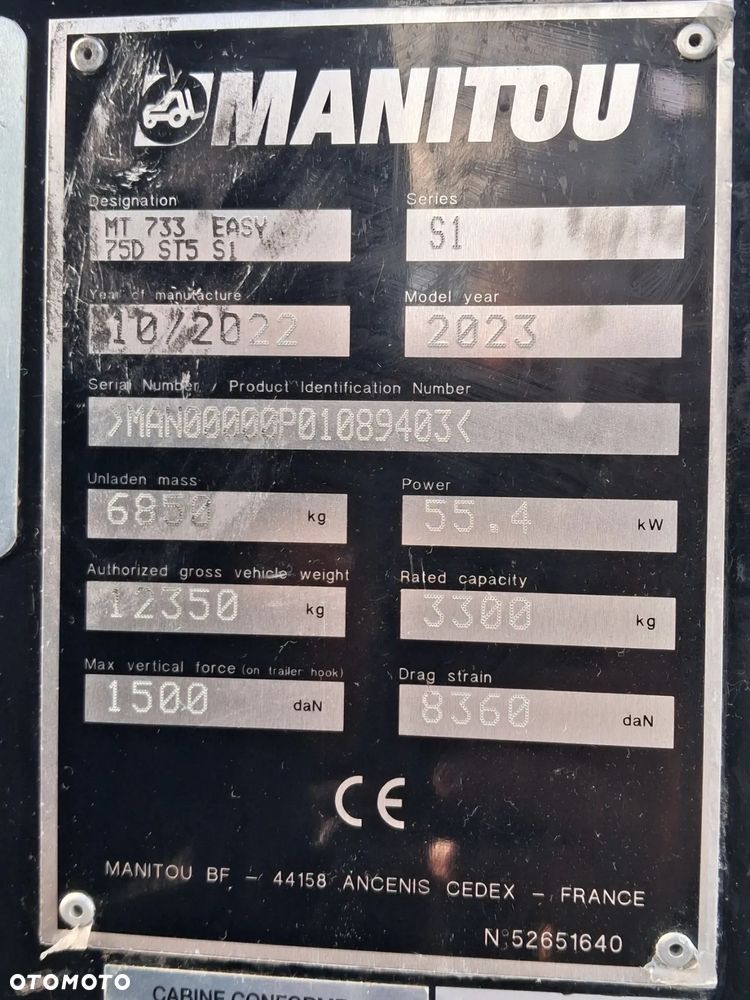 MANITOU
Designation
MT 733 EASY
75D ST5 S1
Series
S1
Year of manufacture
10/2022
Model year
2023
Serial Number / Product Identification Number
>MAN00000P01089403<
Unladen mass
6850 kg
Power
55.4 kW
Authorized gross vehicle weight
12350 kg
Rated capacity
3300 kg
Max vertical force (on trailer hook)
1500 daN
Drag strain
8360 daN
CE
MANITOU BF - 44158 ANCENIS CEDEX - FRANCE
N°52651640
OTOMOTO
CABINE